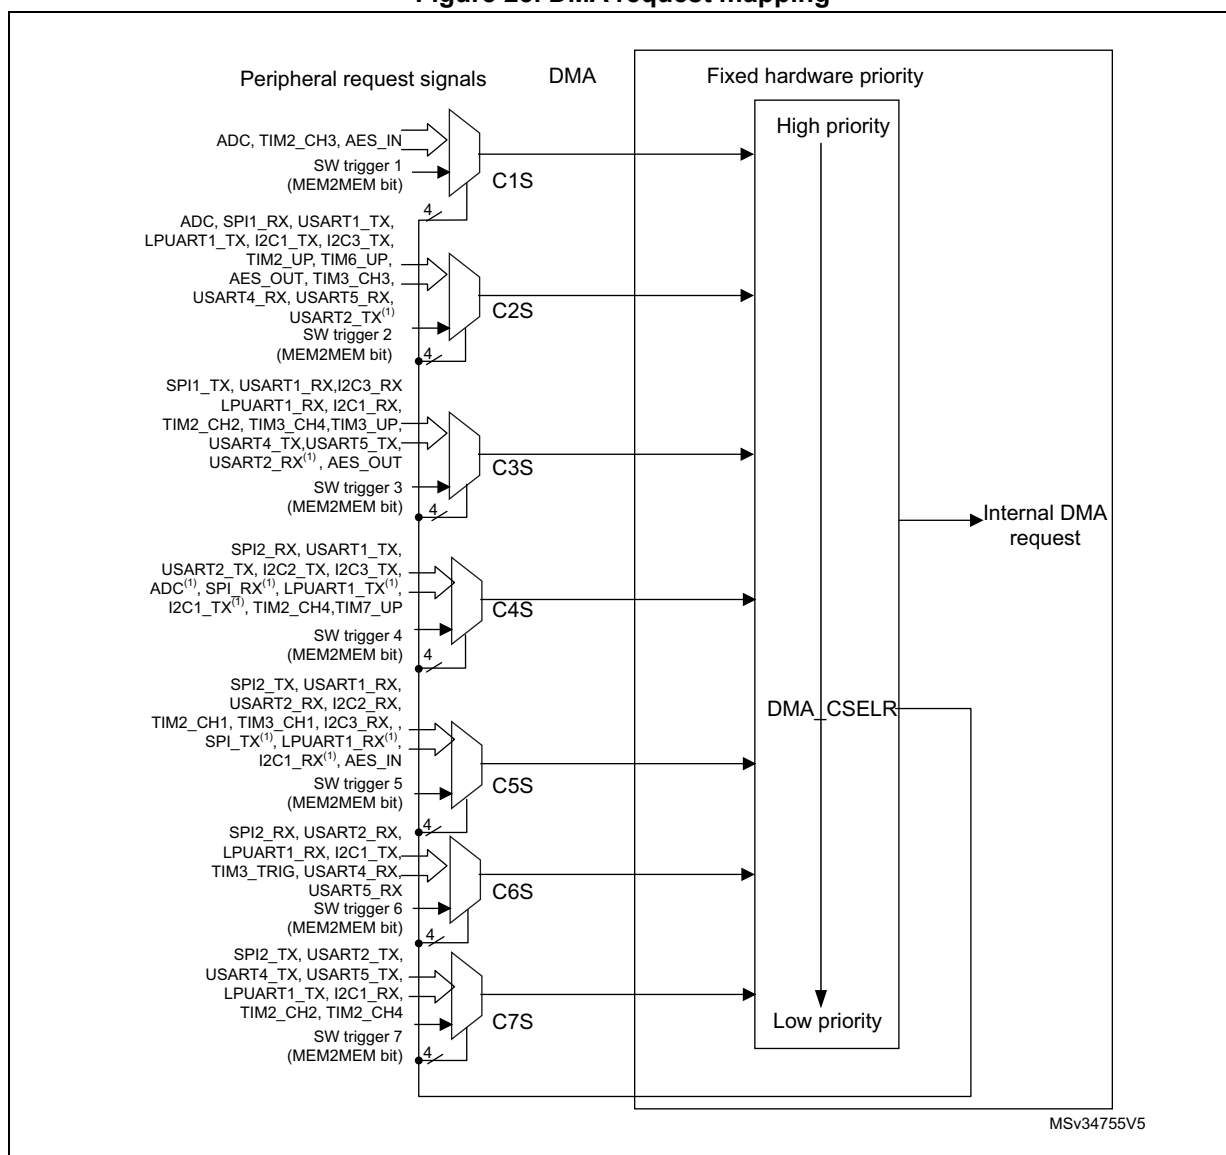 Peripheral request signals
DMA
Fixed hardware priority
High priority
ADC, TIM2_CH3, AES_IN
SW trigger 1
(MEM2MEM bit)
C1S
4
ADC, SPI1_RX, USART1_TX,
LPUART1_TX, I2C1_TX, I2C3_TX,
TIM2_UP, TIM6_UP,
AES_OUT, TIM3_CH3,
USART4_RX, USART5_RX,
USART2_TX(1)
SW trigger 2
(MEM2MEM bit)
C2S
4
SPI1_TX, USART1_RX,I2C3_RX
LPUART1_RX, I2C1_RX,
TIM2_CH2, TIM3_CH4,TIM3_UP,
USART4_TX,USART5_TX,
USART2_RX(1) , AES_OUT
SW trigger 3
(MEM2MEM bit)
C3S
4
SPI2_RX, USART1_TX,
USART2_TX, I2C2_TX, I2C3_TX,
ADC(1), SPI_RX(1), LPUART1_TX(1),
I2C1_TX(1), TIM2_CH4,TIM7_UP
SW trigger 4
(MEM2MEM bit)
C4S
4
SPI2_TX, USART1_RX,
USART2_RX, I2C2_RX,
TIM2_CH1, TIM3_CH1, I2C3_RX, ,
SPI_TX(1), LPUART1_RX(1),
I2C1_RX(1), AES_IN
SW trigger 5
(MEM2MEM bit)
C5S
4
SPI2_RX, USART2_RX,
LPUART1_RX, I2C1_TX,
TIM3_TRIG, USART4_RX,
USART5_RX
SW trigger 6
(MEM2MEM bit)
C6S
4
SPI2_TX, USART2_TX,
USART4_TX, USART5_TX,
LPUART1_TX, I2C1_RX,
TIM2_CH2, TIM2_CH4
SW trigger 7
(MEM2MEM bit)
C7S
4
Internal DMA
request
DMA_CSELR
Low priority
MSv34755V5